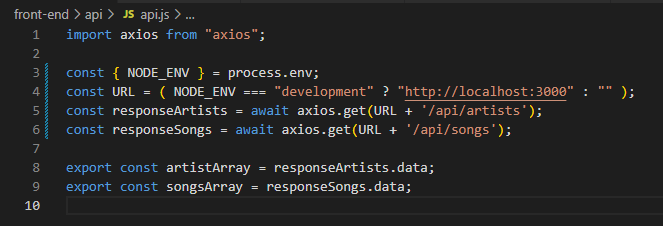 front-end > api > JS api.js > ...
1 import axios from "axios";
2
3 const { NODE_ENV } = process.env;
4 const URL = ( NODE_ENV === "development" ? "http://localhost:3000" : "" );
5 const responseArtists = await axios.get(URL + '/api/artists');
6 const responseSongs = await axios.get(URL + '/api/songs');
7
8 export const artistArray = responseArtists.data;
9 export const songsArray = responseSongs.data;
10